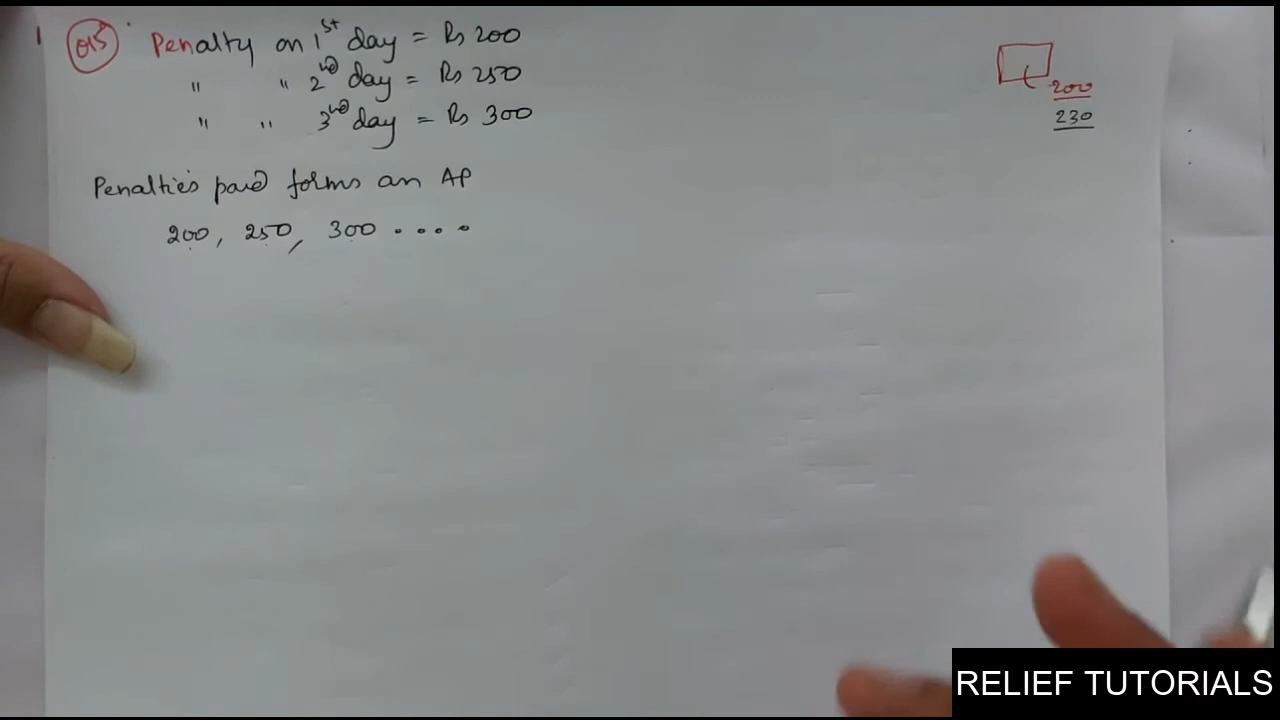 Q15 Penalty on 1st day = Rs 200
" " 2nd day = Rs 250
" " 3rd day = Rs 300
200
230
Penalties paid forms an AP
200, 250, 300 ....
RELIEF TUTORIALS